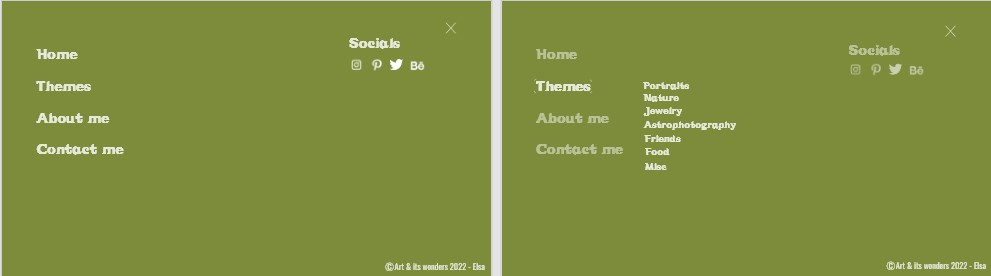 Socials
Home
Bē
Themes
About me
Contact me
©Art & its wonders 2022 - Elsa
Socials
Home
Bē
Themes
Portraits
Nature
Jewelry
About me
Astrophotography
Friends
Contact me
Food
Misc
©Art & its wonders 2022 - Elsa